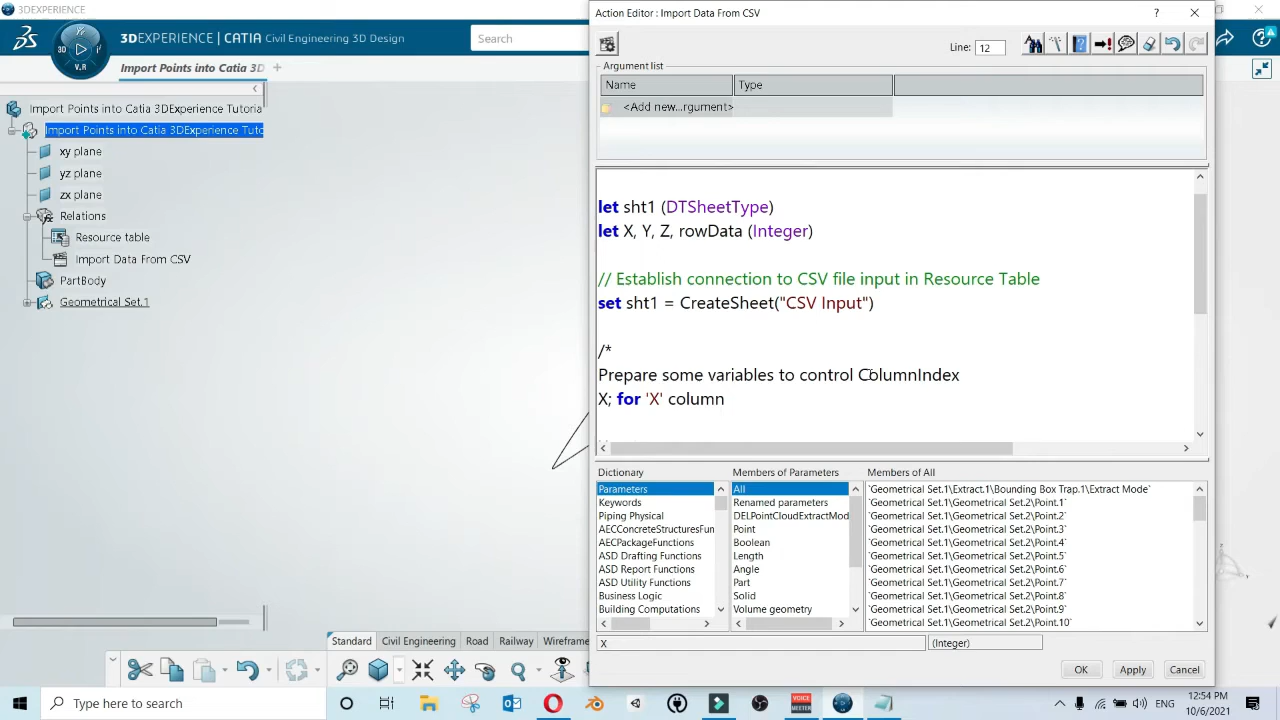 3DEXPERIENCE
3DEXPERIENCE | CATIA Civil Engineering 3D Design
Search
3D
V.R
Import Points into Catia 3D
Import Points into Catia 3DExperience Tutoria
Import Points into Catia 3DExperience Tuto
xy plane
yz plane
zx plane
Relations
Resource table
Import Data From CSV
PartBody
Geometrical Set.1
Action Editor : Import Data From CSV
Line: 12
Argument list
Name Type
<Add new...rgument>
let sht1 (DTSheetType)
let X, Y, Z, rowData (Integer)
// Establish connection to CSV file input in Resource Table
set sht1 = CreateSheet("CSV Input")
/*
Prepare some variables to control ColumnIndex
X; for 'X' column
Dictionary
Parameters
Keywords
Piping Physical
AECConcreteStructuresFun
AECPackageFunctions
ASD Drafting Functions
ASD Report Functions
ASD Utility Functions
Business Logic
Building Computations
Members of Parameters
All
Renamed parameters
DELPointCloudExtractMod
Point
Boolean
Length
Angle
Part
Solid
Volume geometry
Members of All
`Geometrical Set.1\Extract.1\Bounding Box Trap.1\Extract Mode`
`Geometrical Set.1\Geometrical Set.2\Point.1`
`Geometrical Set.1\Geometrical Set.2\Point.2`
`Geometrical Set.1\Geometrical Set.2\Point.3`
`Geometrical Set.1\Geometrical Set.2\Point.4`
`Geometrical Set.1\Geometrical Set.2\Point.5`
`Geometrical Set.1\Geometrical Set.2\Point.6`
`Geometrical Set.1\Geometrical Set.2\Point.7`
`Geometrical Set.1\Geometrical Set.2\Point.8`
`Geometrical Set.1\Geometrical Set.2\Point.9`
`Geometrical Set.1\Geometrical Set.2\Point.10`
X (Integer)
OK Apply Cancel
Standard Civil Engineering Road Railway Wireframe
Type here to search
VOICE
MEETER
ENG
12:54 PM
10/6/2021